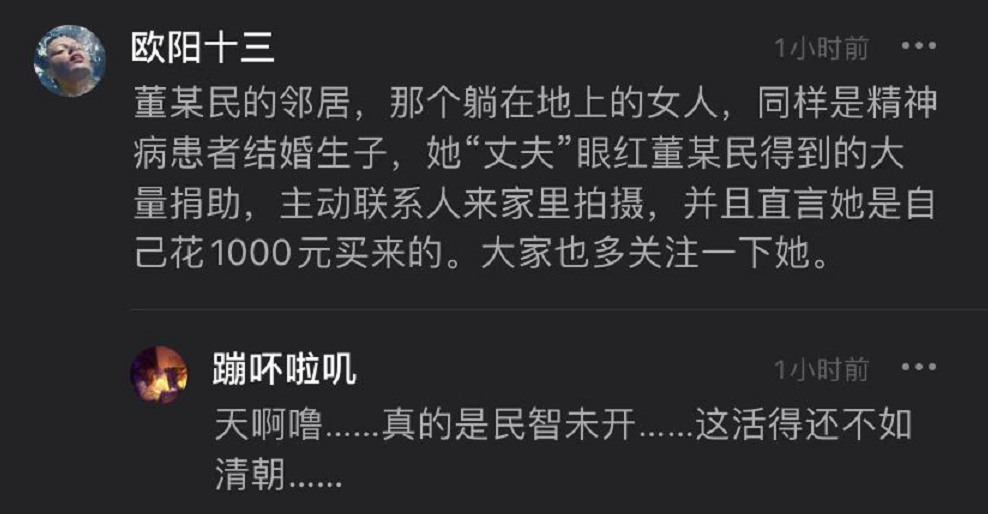 欧阳十三
1小时前
董某民的邻居，那个躺在地上的女人，同样是精神
病患者结婚生子，她“丈夫”眼红董某民得到的大
量捐助，主动联系人来家里拍摄，并且直言她是自
己花1000元买来的。大家也多关注一下她。
蹦吥啦叽
1小时前
天啊噜……真的是民智未开……这活得还不如
清朝……